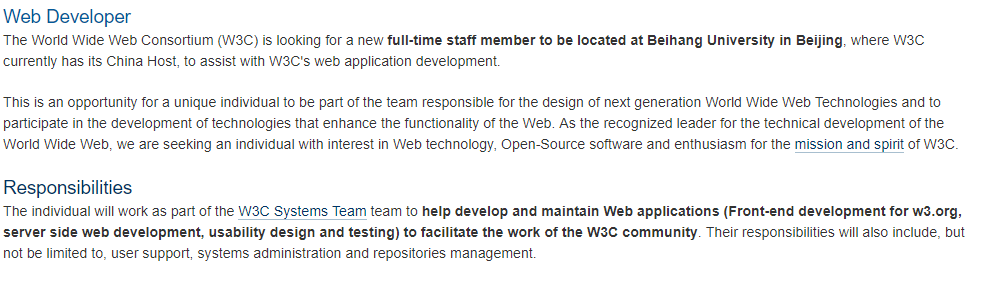 Web Developer
The World Wide Web Consortium (W3C) is looking for a new full-time staff member to be located at Beihang University in Beijing, where W3C
currently has its China Host, to assist with W3C's web application development.
This is an opportunity for a unique individual to be part of the team responsible for the design of next generation World Wide Web Technologies and to
participate in the development of technologies that enhance the functionality of the Web. As the recognized leader for the technical development of the
World Wide Web, we are seeking an individual with interest in Web technology, Open-Source software and enthusiasm for the mission and spirit of W3C.
Responsibilities
The individual will work as part of the W3C Systems Team team to help develop and maintain Web applications (Front-end development for w3.org,
server side web development, usability design and testing) to facilitate the work of the W3C community. Their responsibilities will also include, but
not be limited to, user support, systems administration and repositories management.